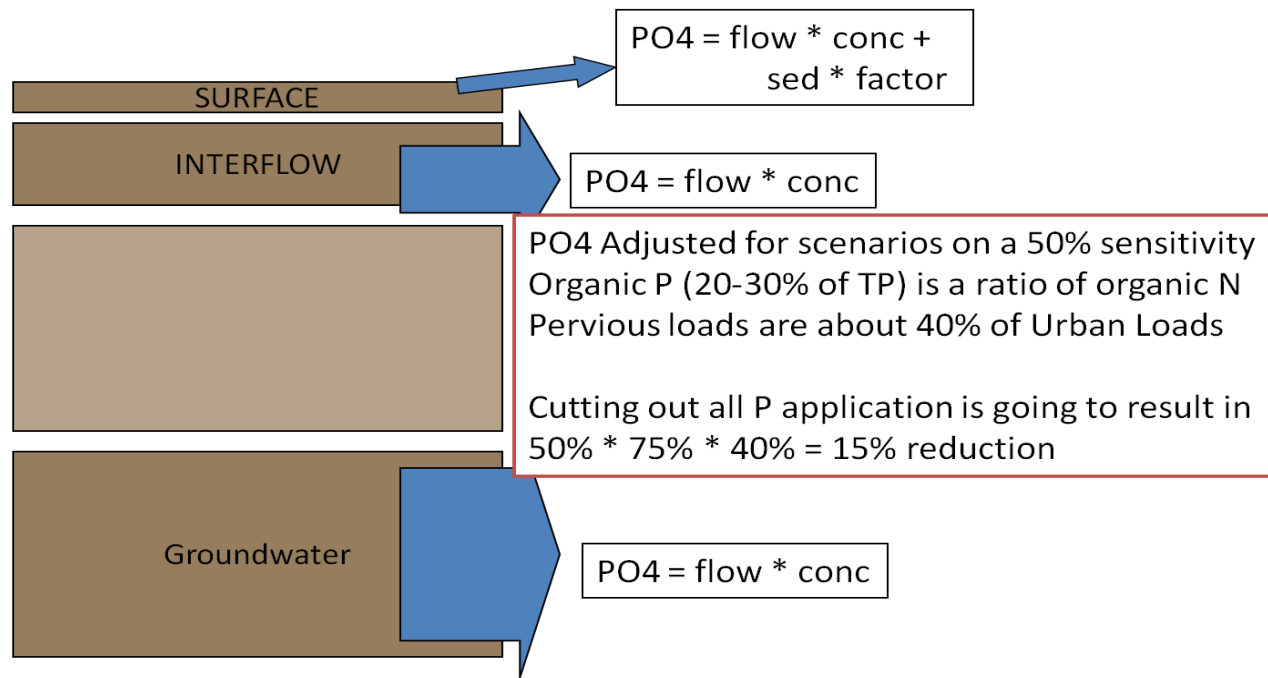 PO4 = flow * conc +
sed * factor
SURFACE
INTERFLOW
PO4 = flow * conc
PO4 Adjusted for scenarios on a 50% sensitivity
Organic P (20-30% of TP) is a ratio of organic N
Pervious loads are about 40% of Urban Loads
Cutting out all P application is going to result in
50% * 75% * 40% = 15% reduction
Groundwater
PO4 = flow * conc